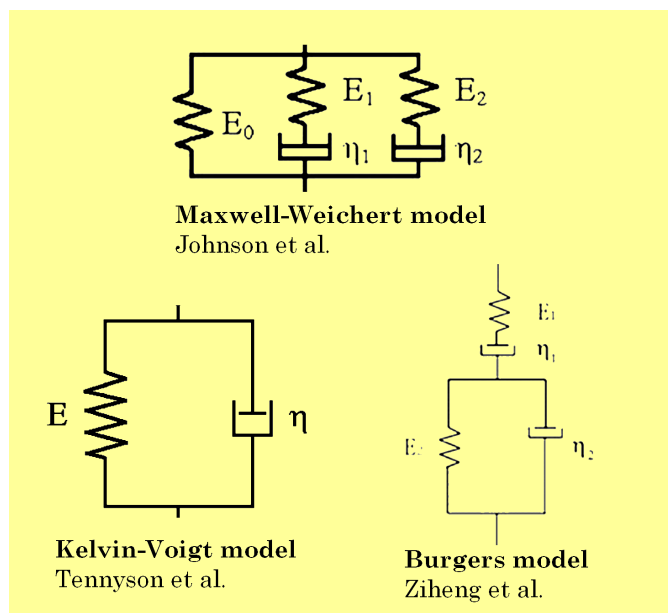 E₀
E₁
E₂
η₁
η₂
Maxwell-Weichert model
Johnson et al.
E
η
Kelvin-Voigt model
Tennyson et al.
E₁
η₁
η₂
Burgers model
Ziheng et al.